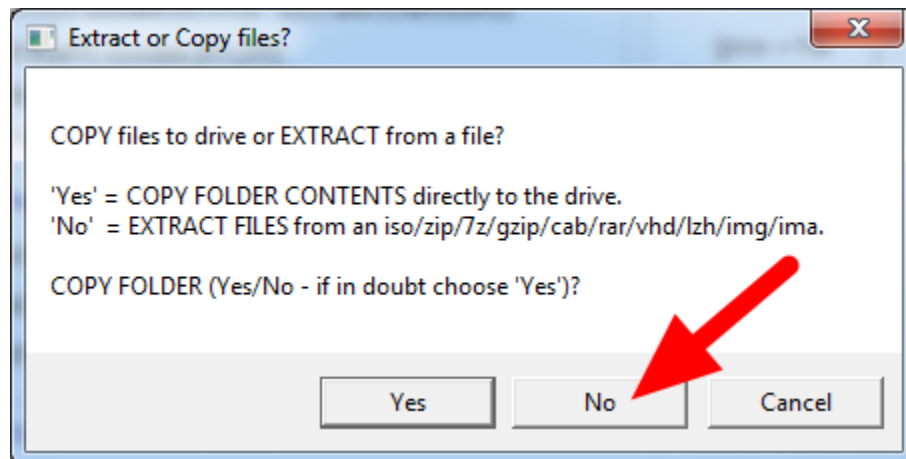 Extract or Copy files?
COPY files to drive or EXTRACT from a file?
'Yes' = COPY FOLDER CONTENTS directly to the drive.
'No' = EXTRACT FILES from an iso/zip/7z/gzip/cab/rar/vhd/lzh/img/ima.
COPY FOLDER (Yes/No - if in doubt choose 'Yes')?
Yes No Cancel